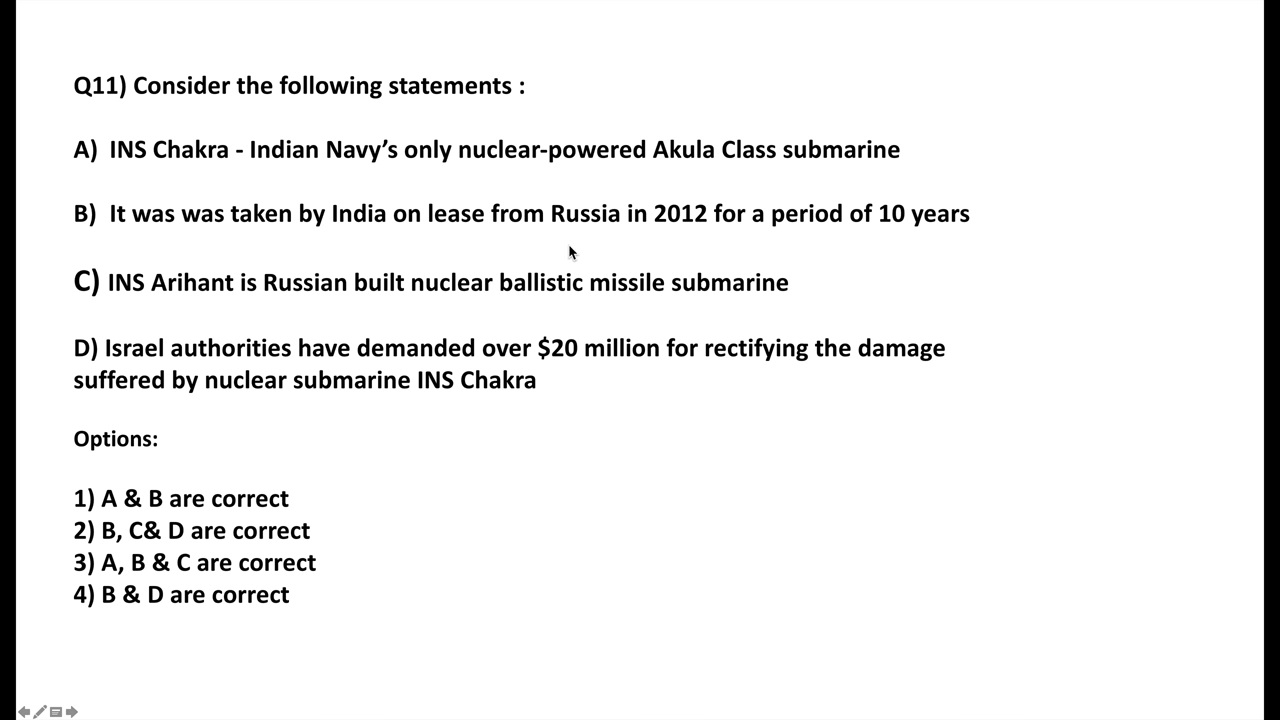 Q11) Consider the following statements :
A) INS Chakra - Indian Navy’s only nuclear-powered Akula Class submarine
B) It was was taken by India on lease from Russia in 2012 for a period of 10 years
C) INS Arihant is Russian built nuclear ballistic missile submarine
D) Israel authorities have demanded over $20 million for rectifying the damage
suffered by nuclear submarine INS Chakra
Options:
1) A & B are correct
2) B, C& D are correct
3) A, B & C are correct
4) B & D are correct